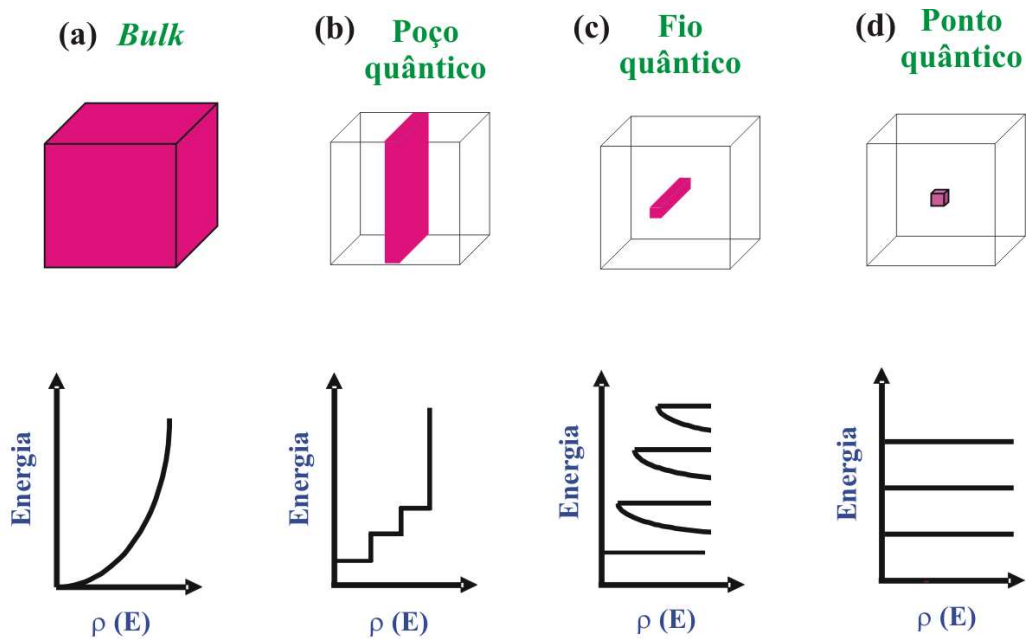 (a) Bulk
(b) Poço
quântico
(c) Fio
quântico
(d) Ponto
quântico
Energia
ρ (E)
Energia
ρ (E)
Energia
ρ (E)
Energia
ρ (E)